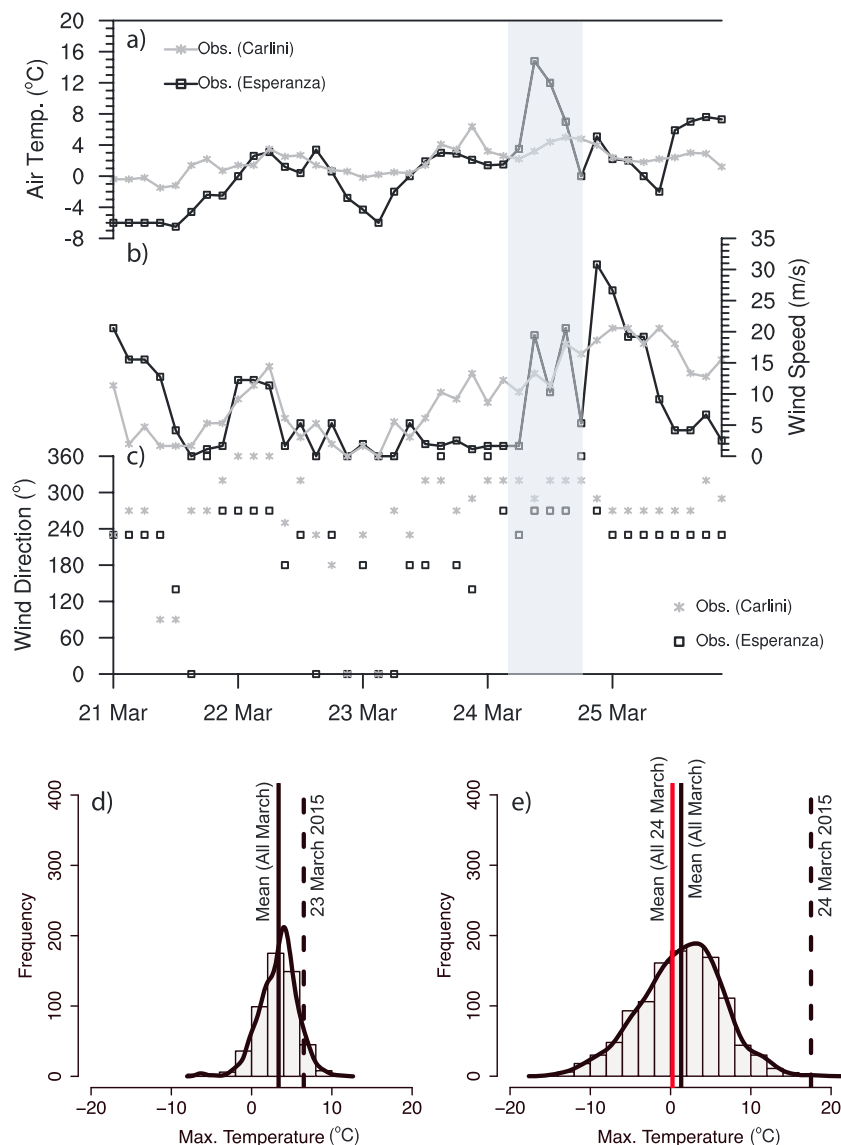 a)
Obs. (Carlini)
Obs. (Esperanza)
Air Temp. (°C)
20
16
12
8
4
0
-4
-8
b)
35
30
25
20
15
10
5
0
Wind Speed (m/s)
c)
Wind Direction (°)
360
300
240
180
120
60
0
Obs. (Carlini)
Obs. (Esperanza)
21 Mar 22 Mar 23 Mar 24 Mar 25 Mar
d)
Frequency
400
300
200
100
0
Mean (All March)
23 March 2015
−20 −10 0 10 20
Max. Temperature (°C)
e)
Frequency
400
300
200
100
0
Mean (All 24 March)
Mean (All March)
24 March 2015
−20 −10 0 10 20
Max. Temperature (°C)